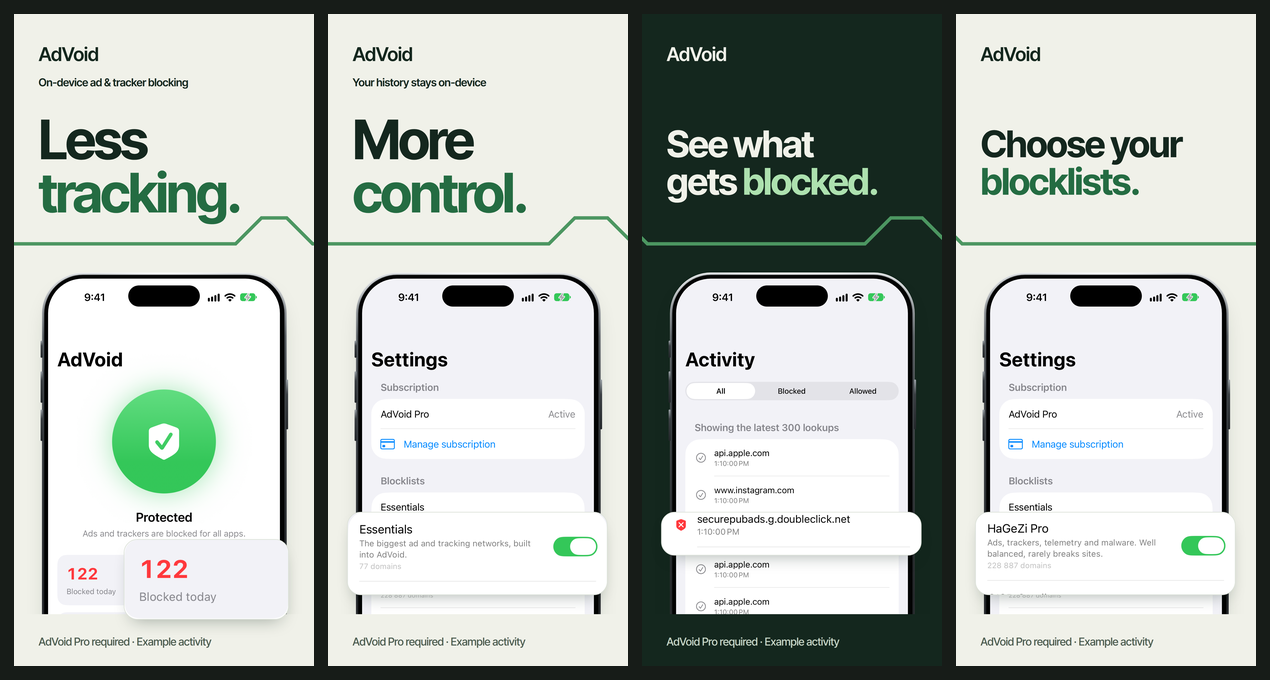 AdVoid
On-device ad & tracker blocking
Less
tracking.
9:41
AdVoid
Protected
Ads and trackers are blocked for all apps.
122
Blocked today
122
Blocked today
AdVoid Pro required · Example activity
AdVoid
Your history stays on-device
More
control.
9:41
Settings
Subscription
AdVoid Pro
Active
Manage subscription
Blocklists
Essentials
Essentials
The biggest ad and tracking networks, built
into AdVoid.
77 domains
AdVoid Pro required · Example activity
AdVoid
See what
gets blocked.
9:41
Activity
All
Blocked
Allowed
Showing the latest 300 lookups
api.apple.com
1:10:00 PM
www.instagram.com
1:10:00 PM
securepubads.g.doubleclick.net
1:10:00 PM
api.apple.com
1:10:00 PM
api.apple.com
1:10:00 PM
AdVoid Pro required · Example activity
AdVoid
Choose your
blocklists.
9:41
Settings
Subscription
AdVoid Pro
Active
Manage subscription
Blocklists
Essentials
HaGeZi Pro
Ads, trackers, telemetry and malware. Well
balanced, rarely breaks sites.
228 887 domains
AdVoid Pro required · Example activity